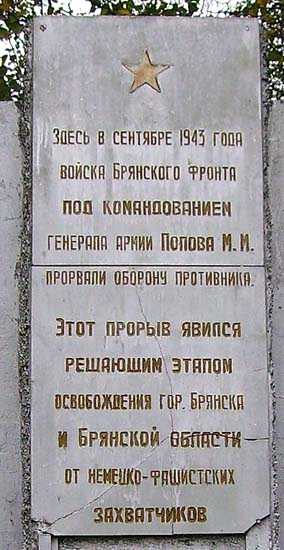 Здесь в сентябре 1943 года
войска Брянского фронта
под командованием
генерала армии Попова М.М.
прорвали оборону противника.
Этот прорыв явился
решающим этапом
освобождения гор. Брянска
и Брянской области
от немецко-фашистских
захватчиков